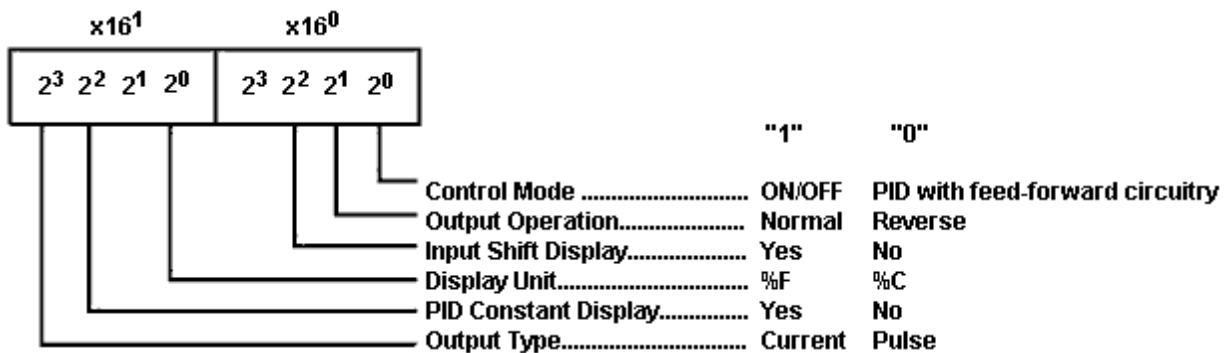 x16¹ x16⁰
2³ 2² 2¹ 2⁰ 2³ 2² 2¹ 2⁰
"1" "0"
Control Mode ............................ ON/OFF PID with feed-forward circuitry
Output Operation..................... Normal Reverse
Input Shift Display.................... Yes No
Display Unit................................ %F %C
PID Constant Display............... Yes No
Output Type............................... Current Pulse